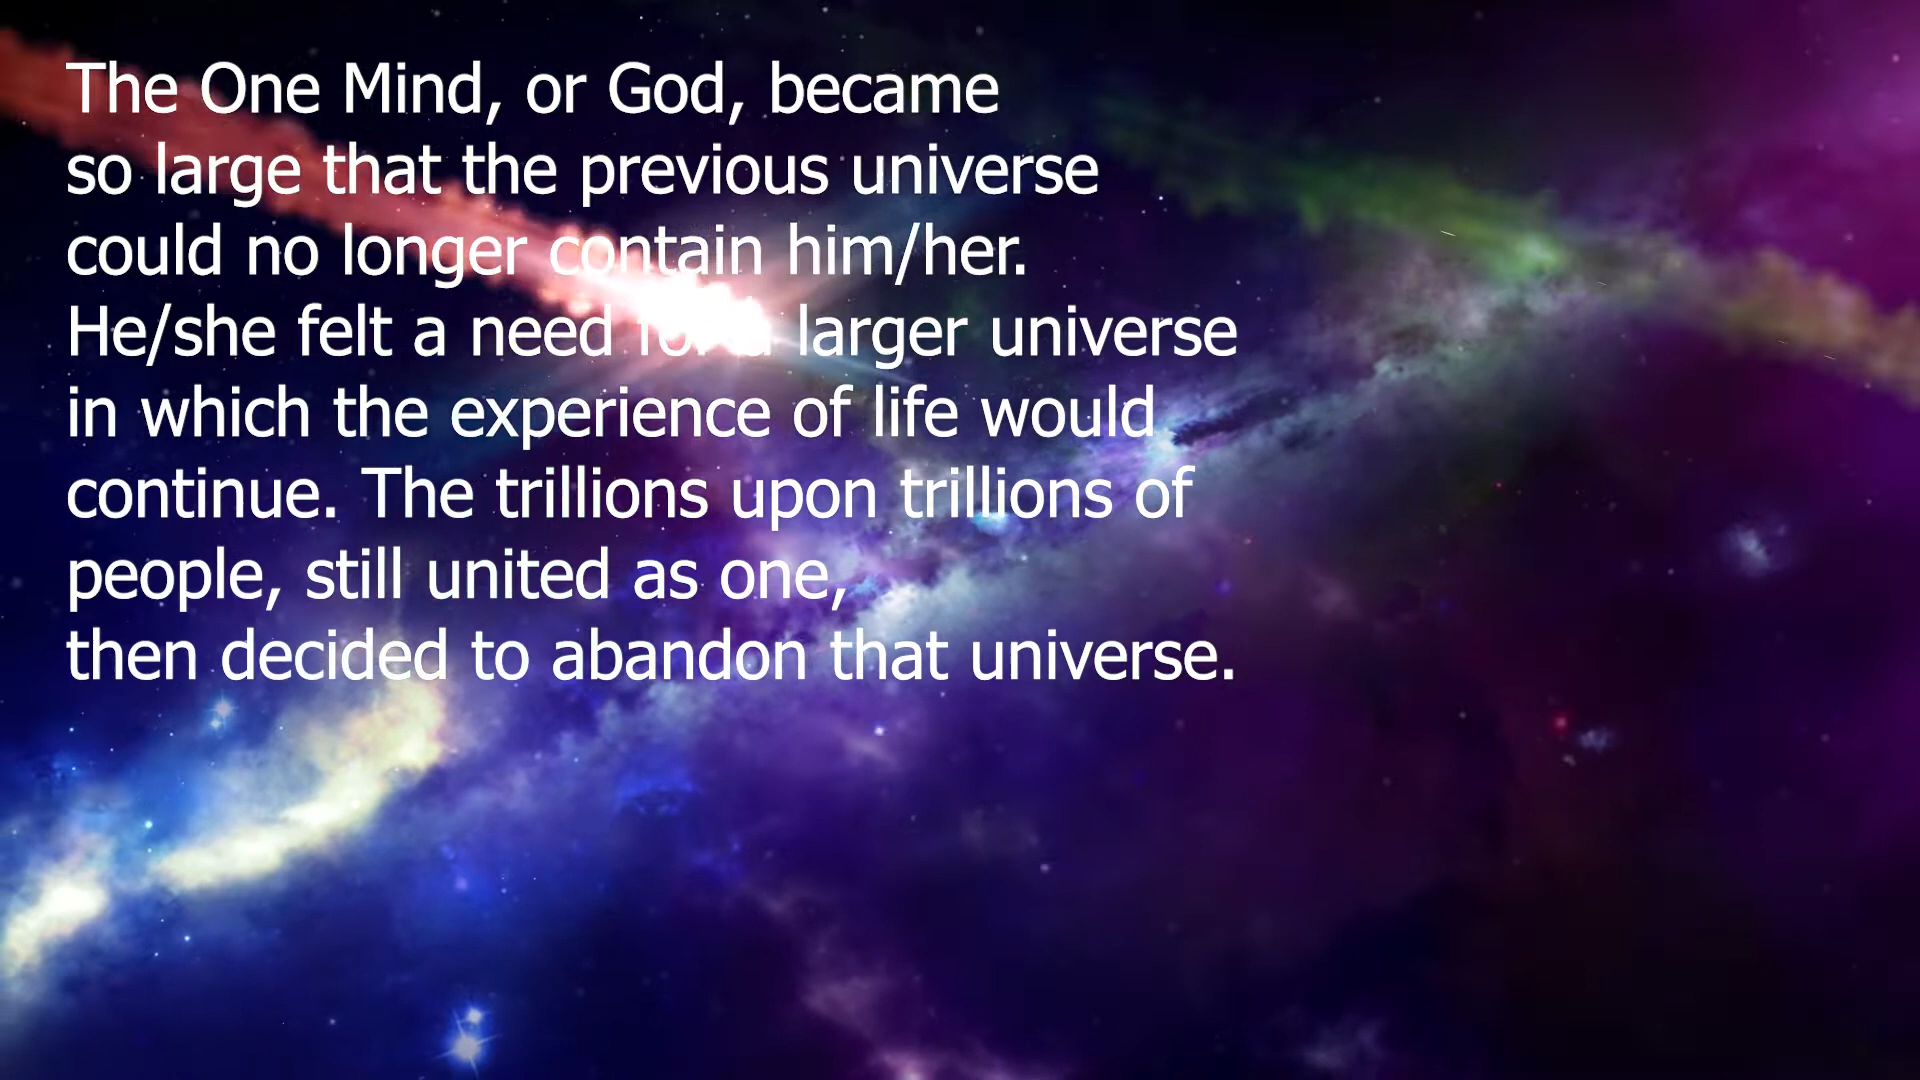 The One Mind, or God, became
so large that the previous universe
could no longer contain him/her.
He/she felt a need for a larger universe
in which the experience of life would
continue. The trillions upon trillions of
people, still united as one,
then decided to abandon that universe.